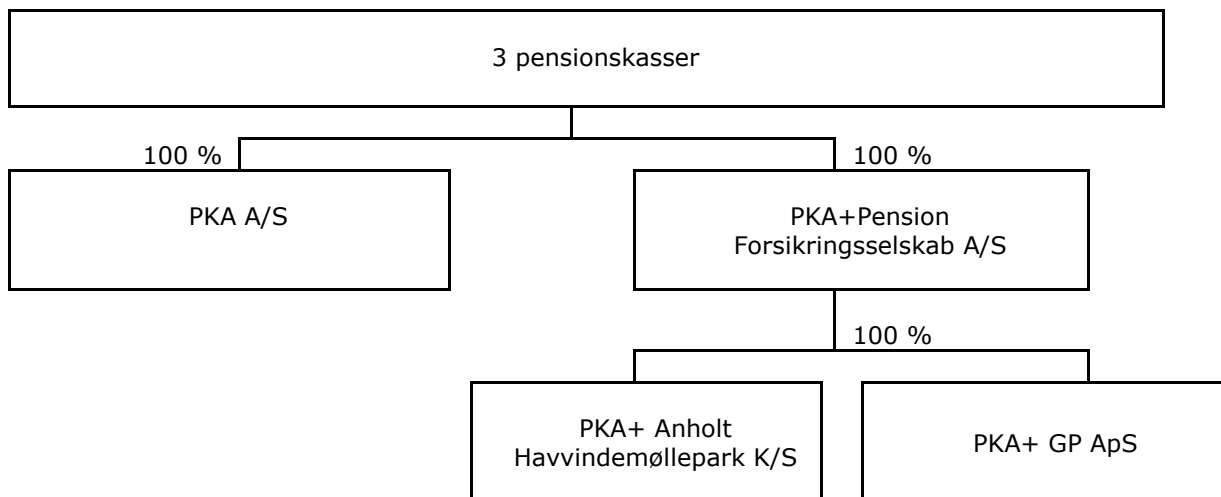 3 pensionskasser
100 %
100 %
PKA A/S
PKA+Pension
Forsikringsselskab A/S
100 %
PKA+ Anholt
Havvindemøllepark K/S
PKA+ GP ApS